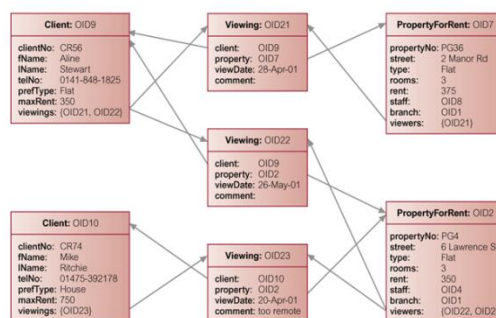 Client: OID9
clientNo: CR56
fName: Aline
lName: Stewart
telNo: 0141-848-1825
prefType: Flat
maxRent: 350
viewings: {OID21, OID22}
Viewing: OID21
client: OID9
property: OID7
viewDate: 28-Apr-01
comment:
PropertyForRent: OID7
propertyNo: PG36
street: 2 Manor Rd
type: Flat
rooms: 3
rent: 375
staff: OID8
branch: OID1
viewers: {OID21}
Viewing: OID22
client: OID9
property: OID2
viewDate: 26-May-01
comment:
Client: OID10
clientNo: CR74
fName: Mike
lName: Ritchie
telNo: 01475-392178
prefType: House
maxRent: 750
viewings: {OID23}
Viewing: OID23
client: OID10
property: OID2
viewDate: 20-Apr-01
comment: too remote
PropertyForRent: OID2
propertyNo: PG4
street: 6 Lawrence S
type: Flat
rooms: 3
rent: 350
staff: OID4
branch: OID1
viewers: {OID22, OID2